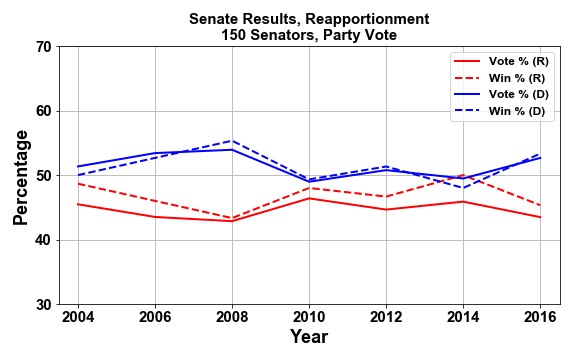 Senate Results, Reapportionment
150 Senators, Party Vote
Vote % (R)
Win % (R)
Vote % (D)
Win % (D)
Percentage
70
60
50
40
30
2004 2006 2008 2010 2012 2014 2016
Year